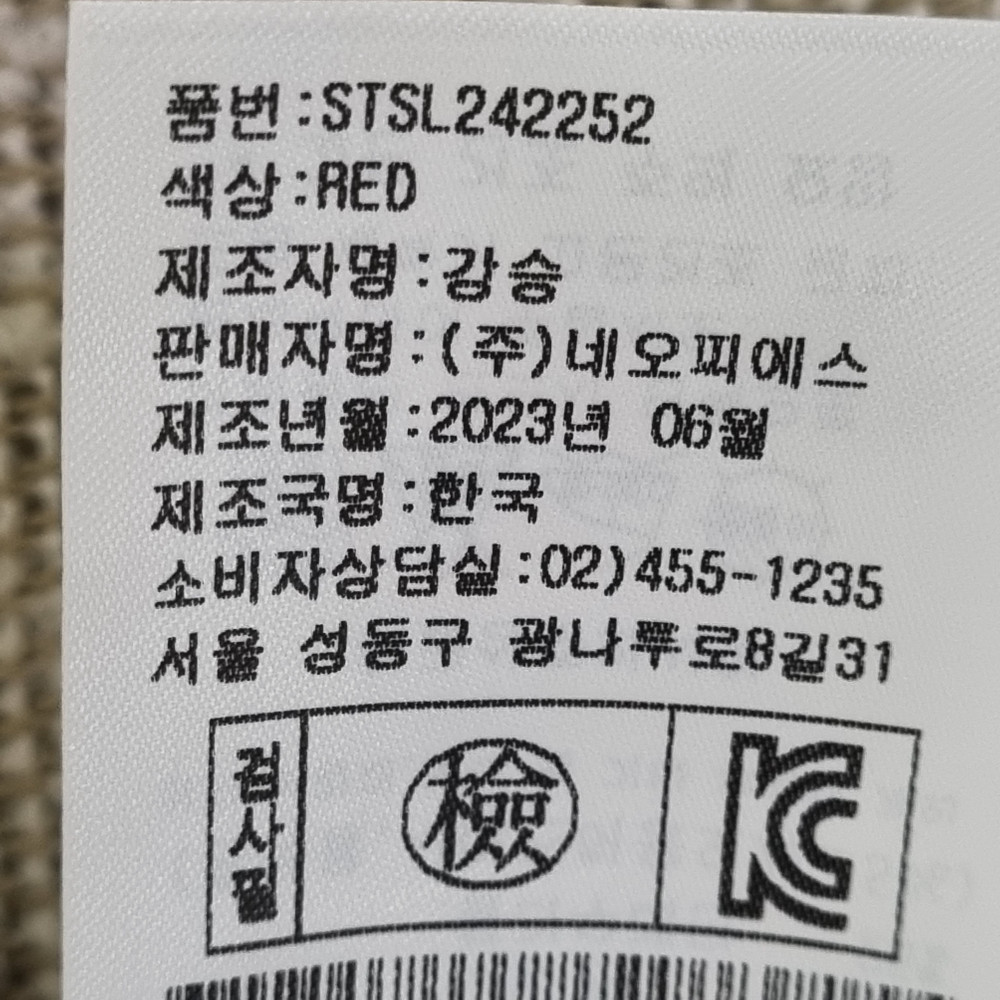 품번:STSL242252
색상:RED
제조자명:강승
판매자명:(주)네오피에스
제조년월:2023년 06월
제조국명:한국
소비자상담실:02)455-1235
서울 성동구 광나루로8길31
검사필
檢
KC